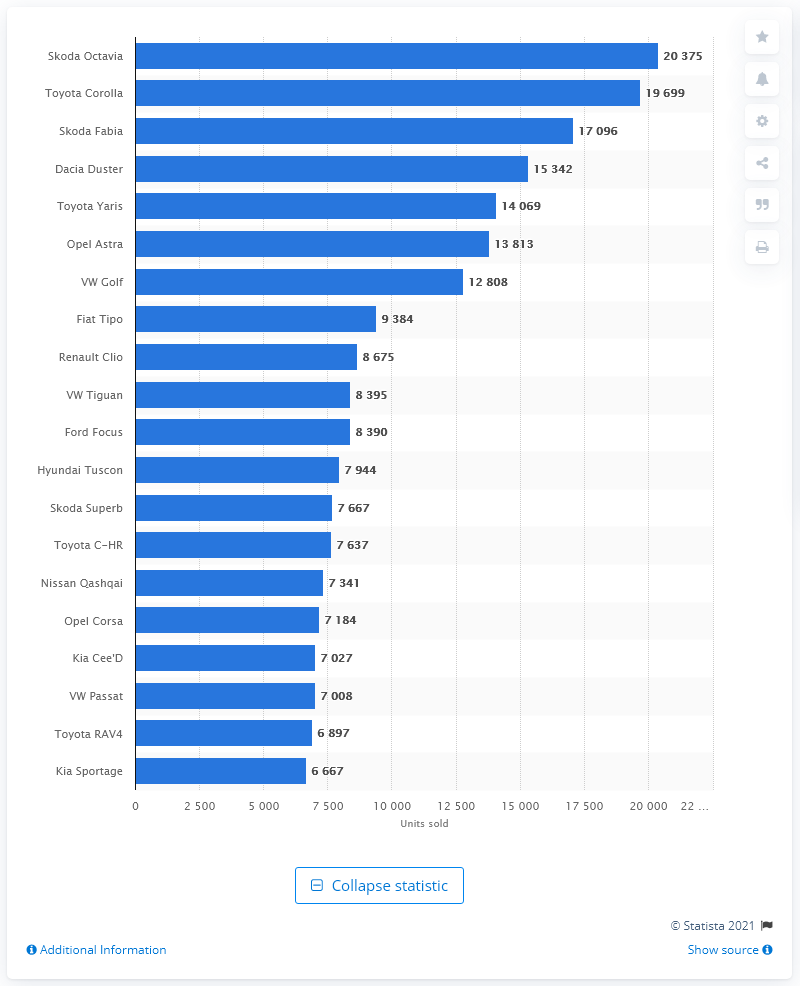 Skoda Octavia 20 375
Toyota Corolla 19 699
Skoda Fabia 17 096
Dacia Duster 15 342
Toyota Yaris 14 069
Opel Astra 13 813
VW Golf 12 808
Fiat Tipo 9 384
Renault Clio 8 675
VW Tiguan 8 395
Ford Focus 8 390
Hyundai Tuscon 7 944
Skoda Superb 7 667
Toyota C-HR 7 637
Nissan Qashqai 7 341
Opel Corsa 7 184
Kia Cee'D 7 027
VW Passat 7 008
Toyota RAV4 6 897
Kia Sportage 6 667
0 2 500 5 000 7 500 10 000 12 500 15 000 17 500 20 000 22 ...
Units sold
Collapse statistic
© Statista 2021
Additional Information Show source